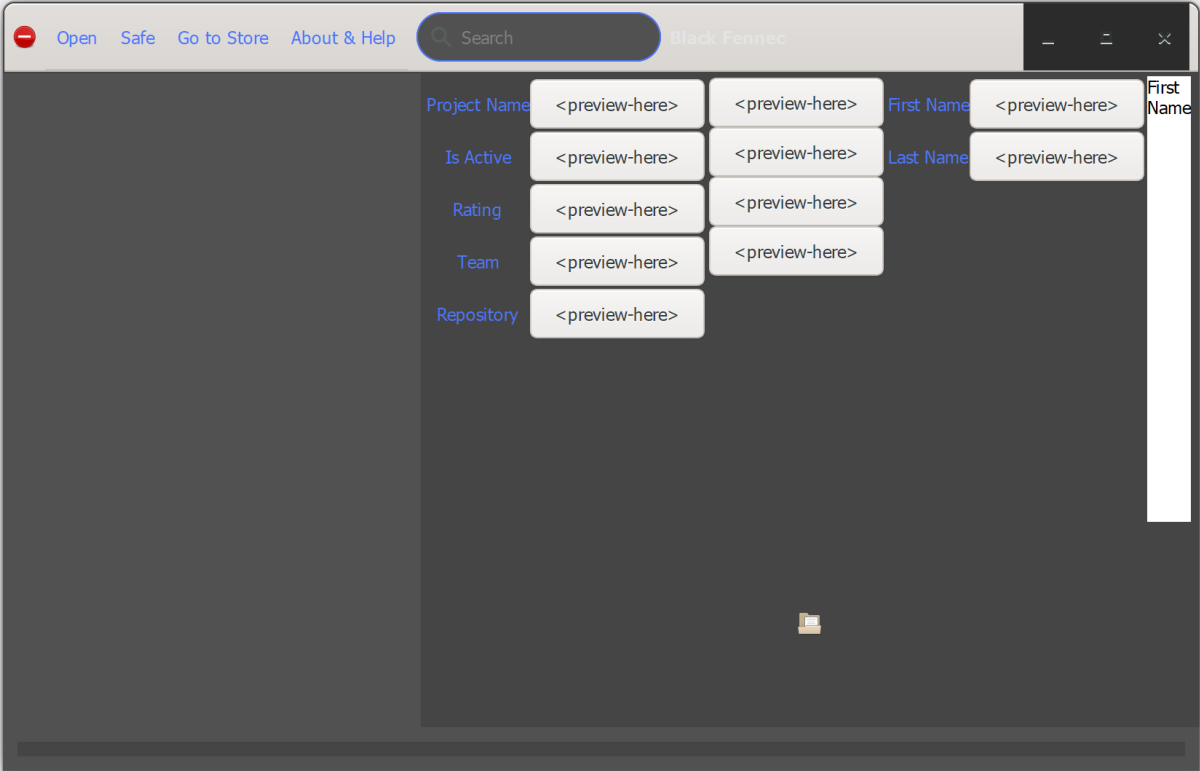 Open Safe Go to Store About & Help Search Black Fennec
Project Name <preview-here> <preview-here> First Name <preview-here> First
Name
Is Active <preview-here> <preview-here> Last Name <preview-here>
Rating <preview-here> <preview-here>
Team <preview-here> <preview-here>
Repository <preview-here>